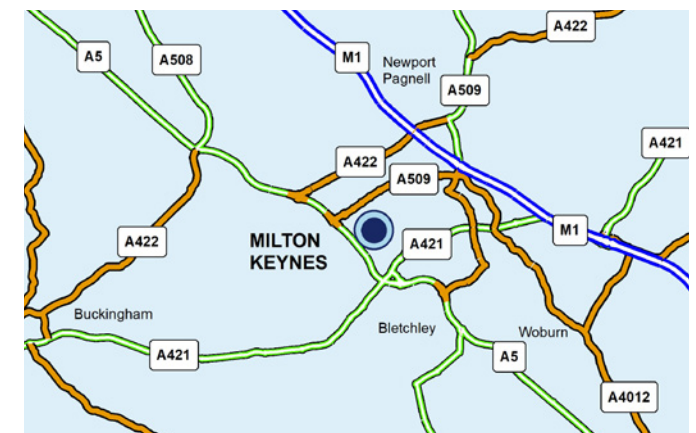 A422
A5
A508
M1
Newport
Pagnell
A509
A421
A422
A509
A422
MILTON
KEYNES
A421
M1
Buckingham
Bletchley
Woburn
A421
A5
A4012